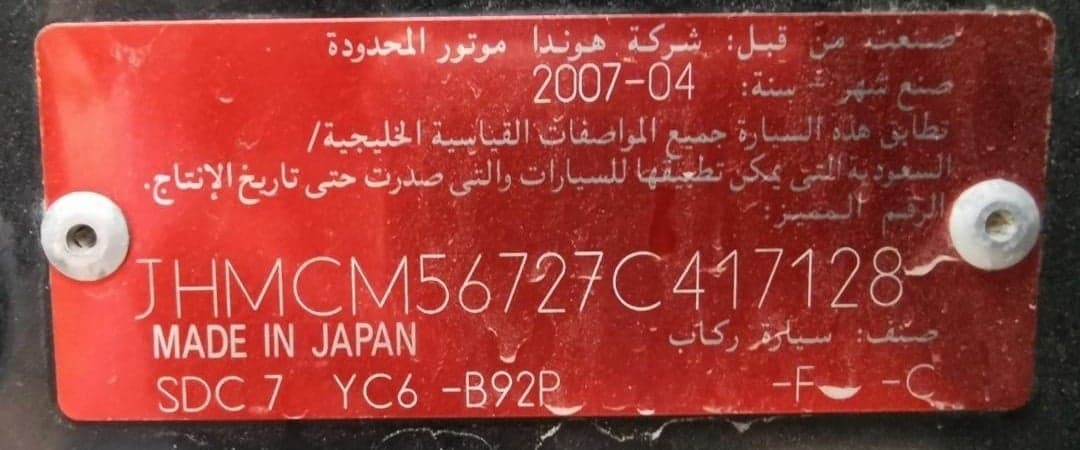 صنعت من قبل: شركة هوندا موتور المحدودة
صنع شهر - سنة: 2007-04
تطابق هذه السيارة جميع المواصفات القياسية الخليجية/
السعودية التي يمكن تطبيقها للسيارات والتي صدرت حتى تاريخ الإنتاج.
الرقم المميز:
JHMCM56727C417128
MADE IN JAPAN صنف: سيارة ركاب
SDC7 YC6 -B92P -F -C